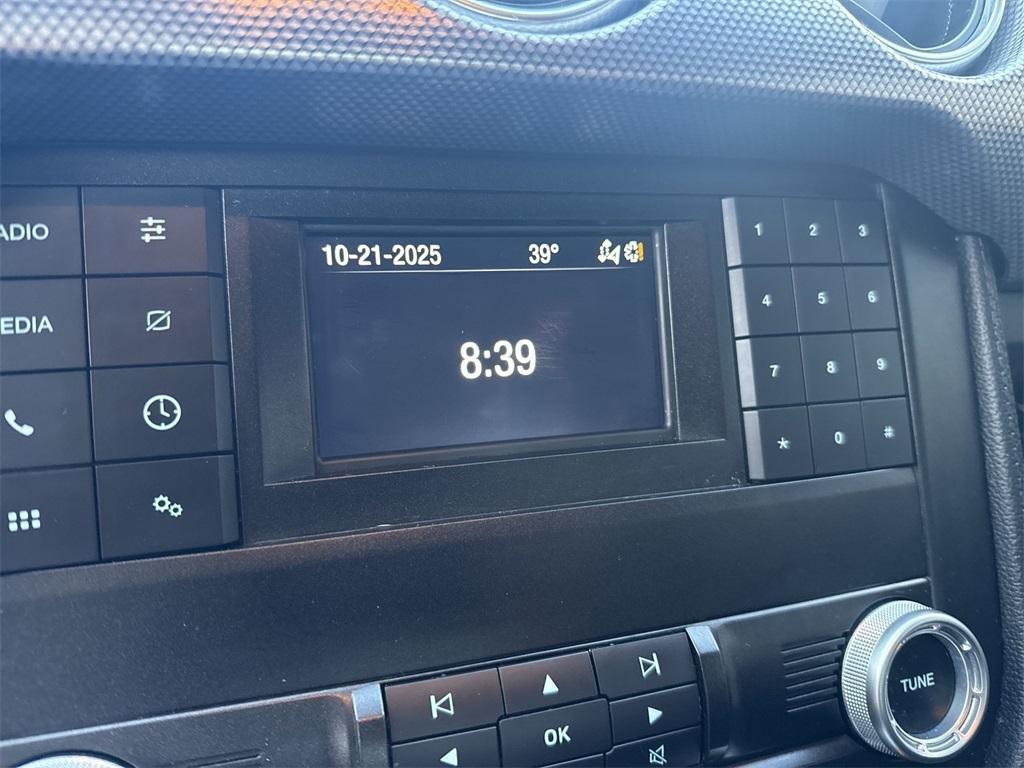 10-21-2025 39°
8:39
ADIO
EDIA
1 2 3
4 5 6
7 8 9
* 0 #
OK
TUNE